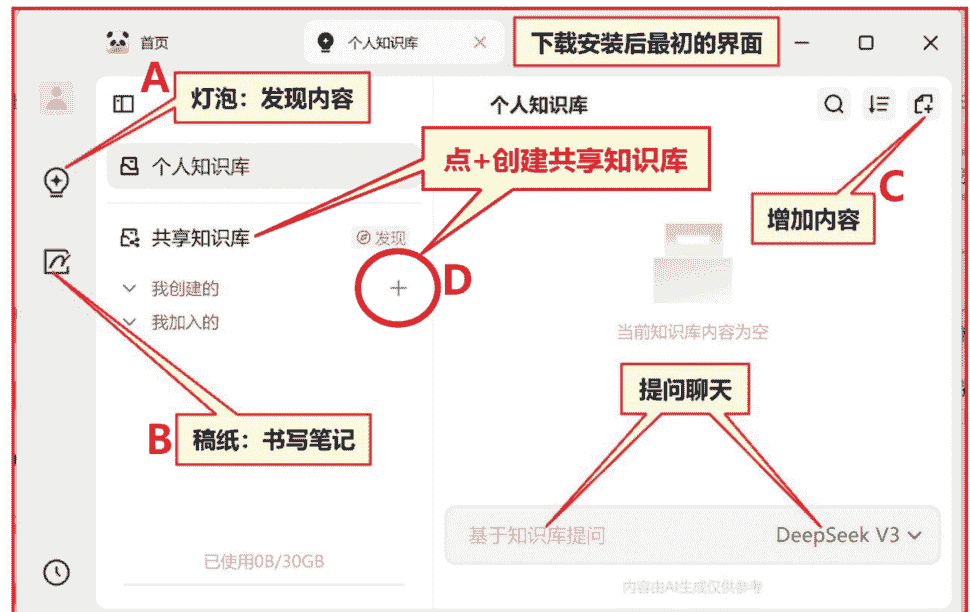 首页
个人知识库
下载安装后最初的界面
A
灯泡：发现内容
个人知识库
个人知识库
点+创建共享知识库
C
增加内容
共享知识库
发现
D
我创建的
我加入的
当前知识库内容为空
提问聊天
B
稿纸：书写笔记
基于知识库提问
DeepSeek V3
已使用0B/30GB
内容由AI生成仅供参考